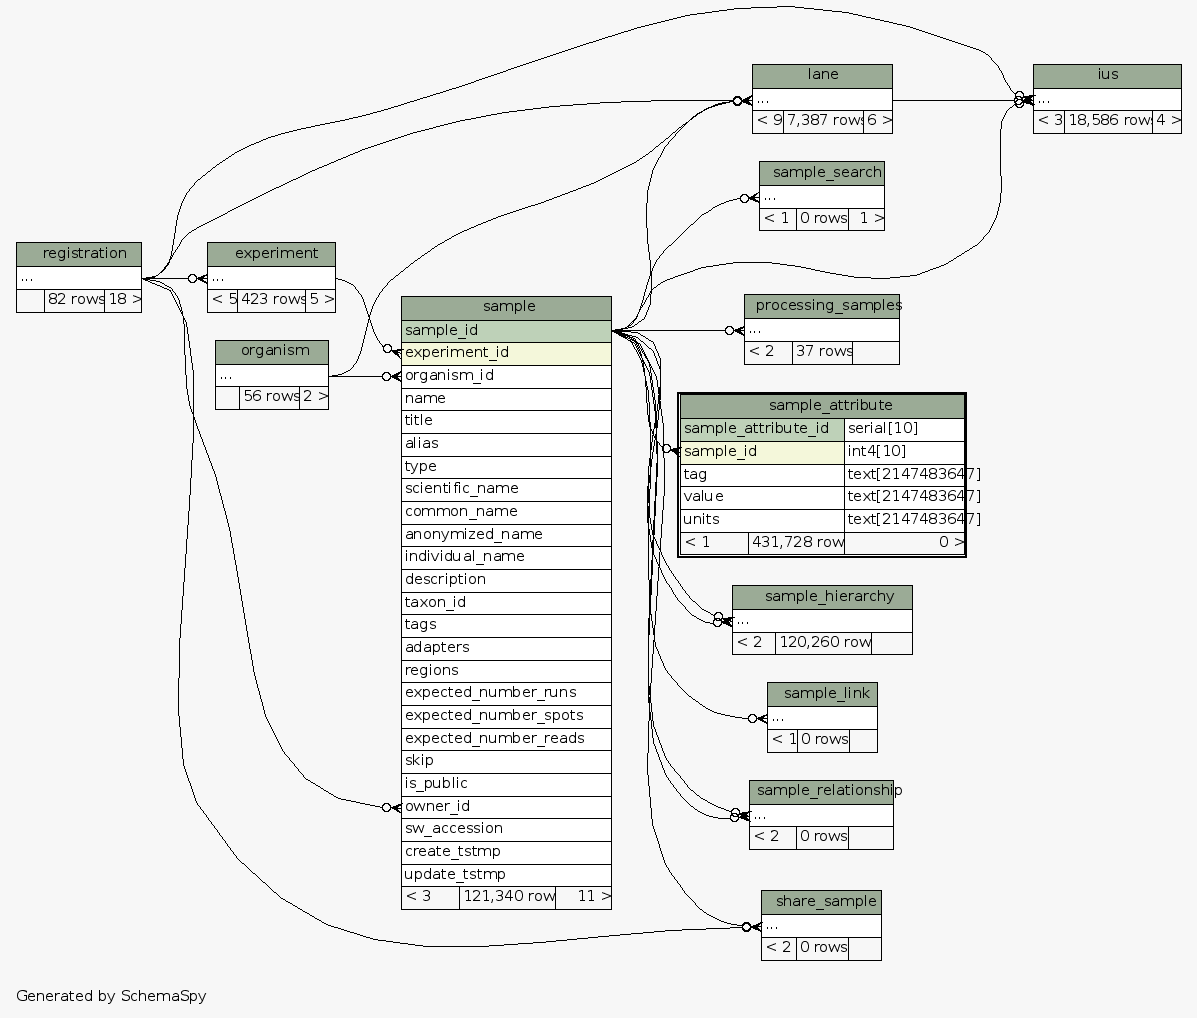 lane
...
< 9 7,387 rows 6 >
ius
...
< 3 18,586 rows 4 >
sample_search
...
< 1 0 rows 1 >
registration
...
82 rows 18 >
experiment
...
< 5 423 rows 5 >
organism
...
56 rows 2 >
sample
sample_id
experiment_id
organism_id
name
title
alias
type
scientific_name
common_name
anonymized_name
individual_name
description
taxon_id
tags
adapters
regions
expected_number_runs
expected_number_spots
expected_number_reads
skip
is_public
owner_id
sw_accession
create_tstmp
update_tstmp
< 3 121,340 row 11 >
processing_samples
...
< 2 37 rows
sample_attribute
sample_attribute_id serial[10]
sample_id int4[10]
tag text[2147483647]
value text[2147483647]
units text[2147483647]
< 1 431,728 row 0 >
sample_hierarchy
...
< 2 120,260 row
sample_link
...
< 1 0 rows
sample_relationship
...
< 2 0 rows
share_sample
...
< 2 0 rows
Generated by SchemaSpy